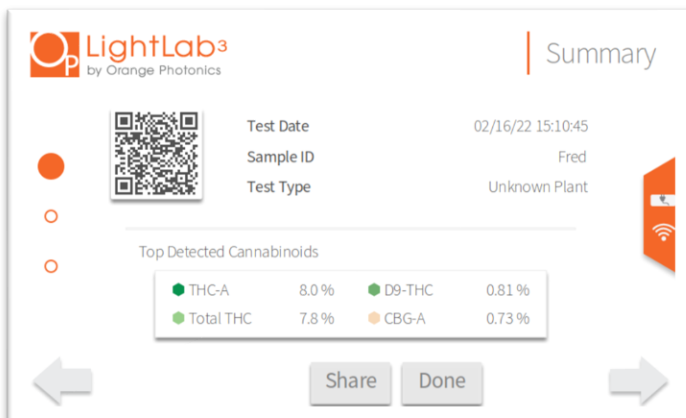 LightLab3
by Orange Photonics
Summary
Test Date 02/16/22 15:10:45
Sample ID Fred
Test Type Unknown Plant
Top Detected Cannabinoids
THC-A 8.0 % D9-THC 0.81 %
Total THC 7.8 % CBG-A 0.73 %
Share Done